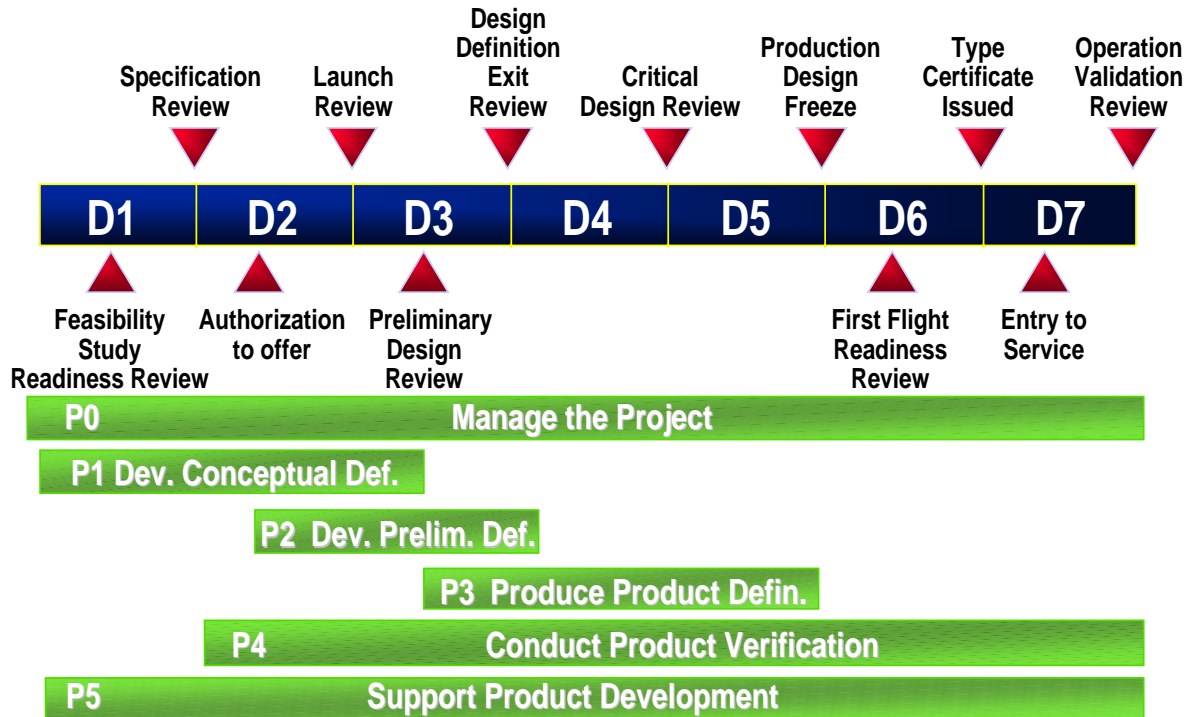 Specification
Review
Launch
Review
Design
Definition
Exit
Review
Critical
Design Review
Production
Design
Freeze
Type
Certificate
Issued
Operation
Validation
Review
D1
D2
D3
D4
D5
D6
D7
Feasibility
Study
Readiness Review
Authorization
to offer
Preliminary
Design
Review
First Flight
Readiness
Review
Entry to
Service
P0 Manage the Project
P1 Dev. Conceptual Def.
P2 Dev. Prelim. Def.
P3 Produce Product Defin.
P4 Conduct Product Verification
P5 Support Product Development